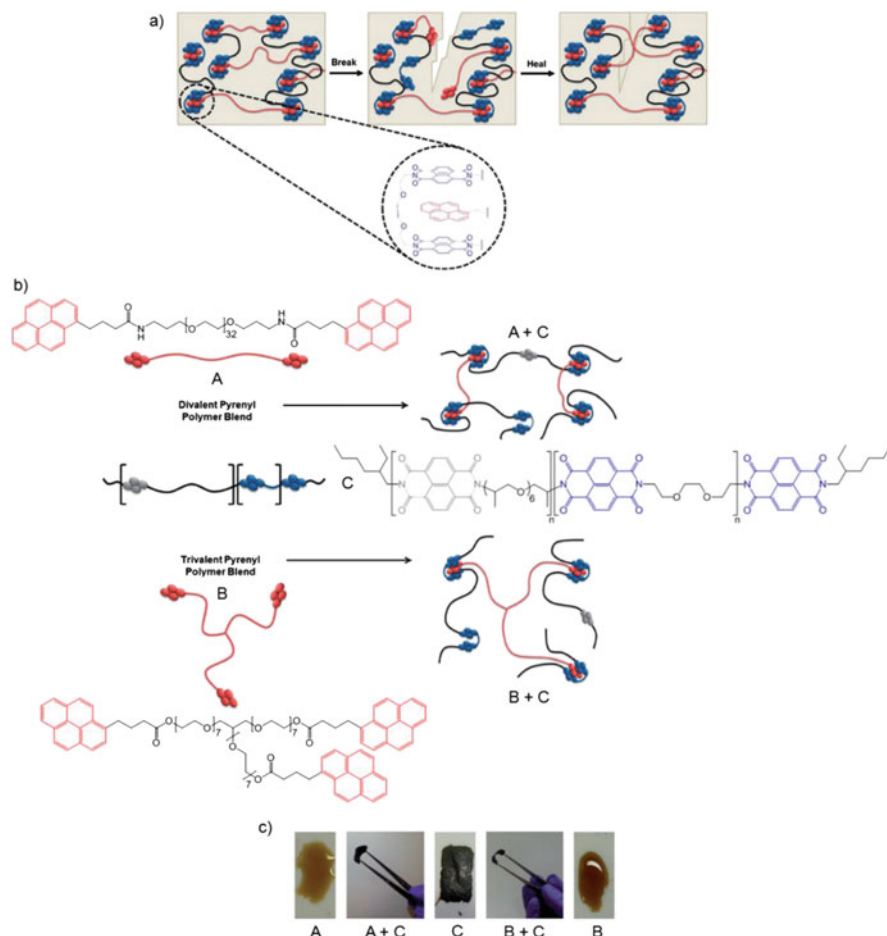 a)
Break
Heal
b)
O
N
H
O
32
O
H
N
O
A
A + C
Divalent Pyrenyl
Polymer Blend
C
O
N
O
O
N
O
O
6
n
O
N
O
O
N
O
O
O
n
O
N
O
O
N
O
Trivalent Pyrenyl
Polymer Blend
B
B + C
O
O
O
7
O
7
O
O
O
O
7
O
c)
A
A + C
C
B + C
B